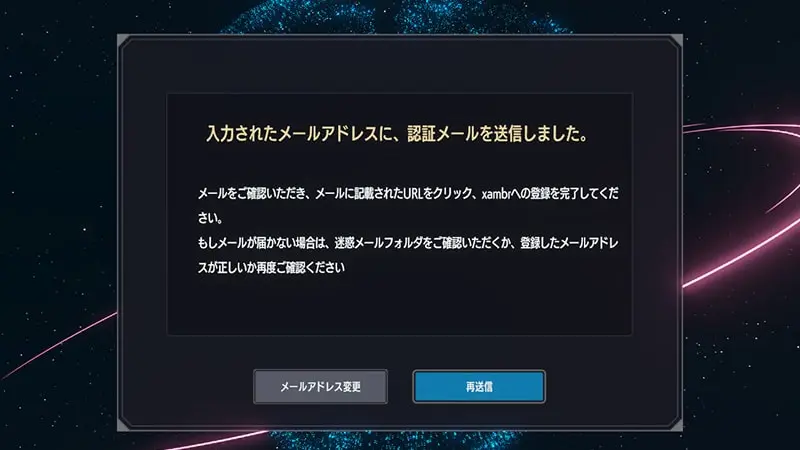 入力されたメールアドレスに、認証メールを送信しました。
メールをご確認いただき、メールに記載されたURLをクリック、xambrへの登録を完了してくだ
さい。
もしメールが届かない場合は、迷惑メールフォルダをご確認いただくか、登録したメールアドレ
スが正しいか再度ご確認ください
メールアドレス変更
再送信